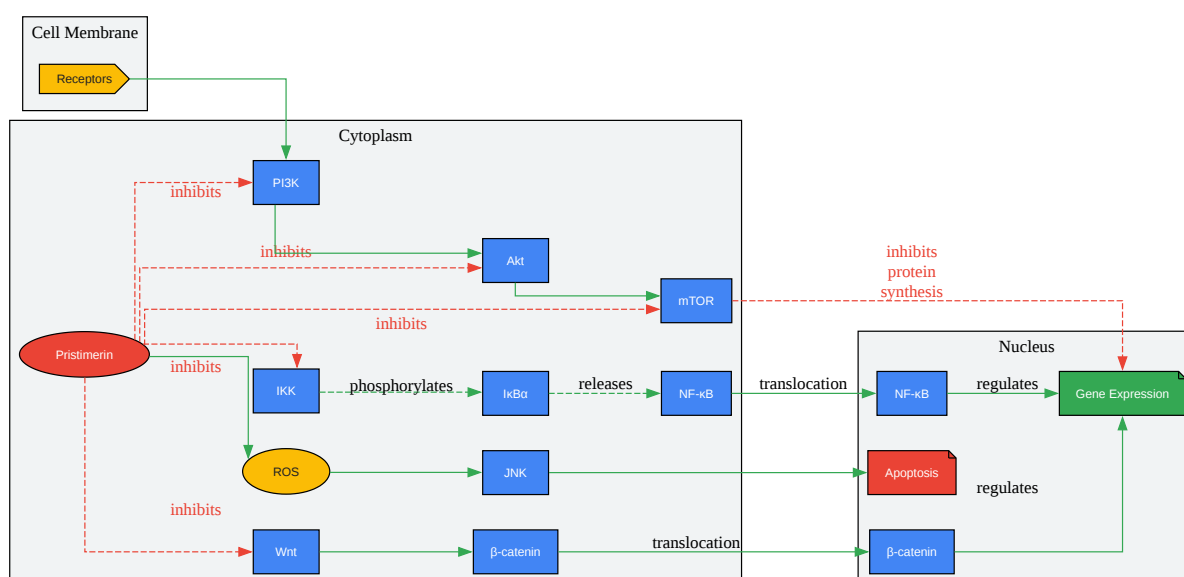 Cell Membrane
Receptors
Cytoplasm
PI3K
inhibits
inhibits
Akt
inhibits
protein
synthesis
mTOR
inhibits
Nucleus
Pristimerin
inhibits
IKK
phosphorylates
IκBα
releases
NF-κB
translocation
NF-κB
regulates
Gene Expression
ROS
JNK
Apoptosis
regulates
inhibits
Wnt
β-catenin
translocation
β-catenin